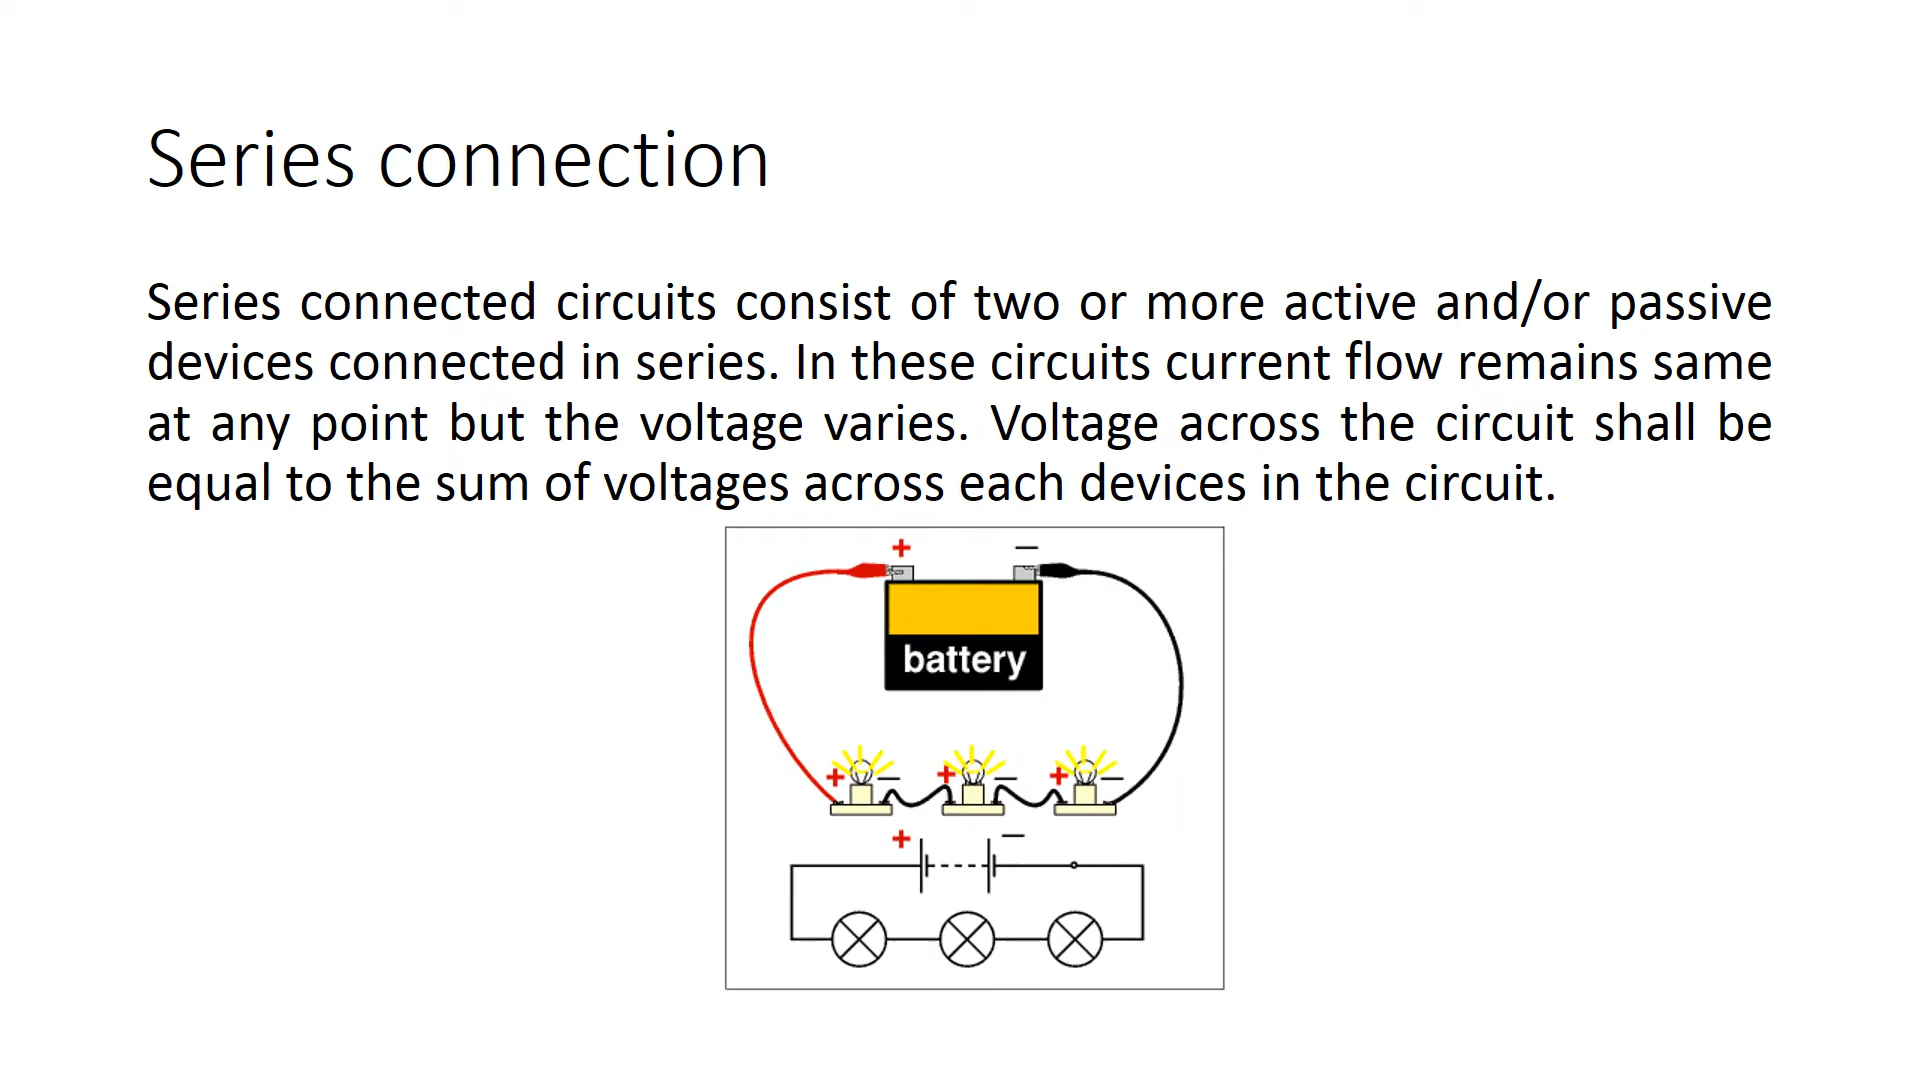 Series connection
Series connected circuits consist of two or more active and/or passive
devices connected in series. In these circuits current flow remains same
at any point but the voltage varies. Voltage across the circuit shall be
equal to the sum of voltages across each devices in the circuit.
+ −
battery
+ − + − + −
+ −